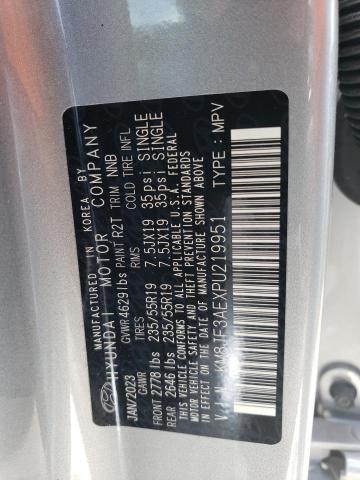 MANUFACTURED IN KOREA BY
HYUNDAI MOTOR COMPANY
JAN/2023 GVWR 4629 lbs PAINT R2T TRIM NNB
GAWR TIRES RIMS COLD TIRE INFL
FRONT 2778 lbs 235/55R19 7.5JX19 35psi SINGLE
REAR 2646 lbs 235/55R19 7.5JX19 35psi SINGLE
THIS VEHICLE CONFORMS TO ALL APPLICABLE U.S.A. FEDERAL
MOTOR VEHICLE SAFETY, BUMPER, AND THEFT PREVENTION STANDARDS
IN EFFECT ON THE DATE OF MANUFACTURE SHOWN ABOVE.
V.I.N : KM8JF3AEXPU219951 TYPE : MPV